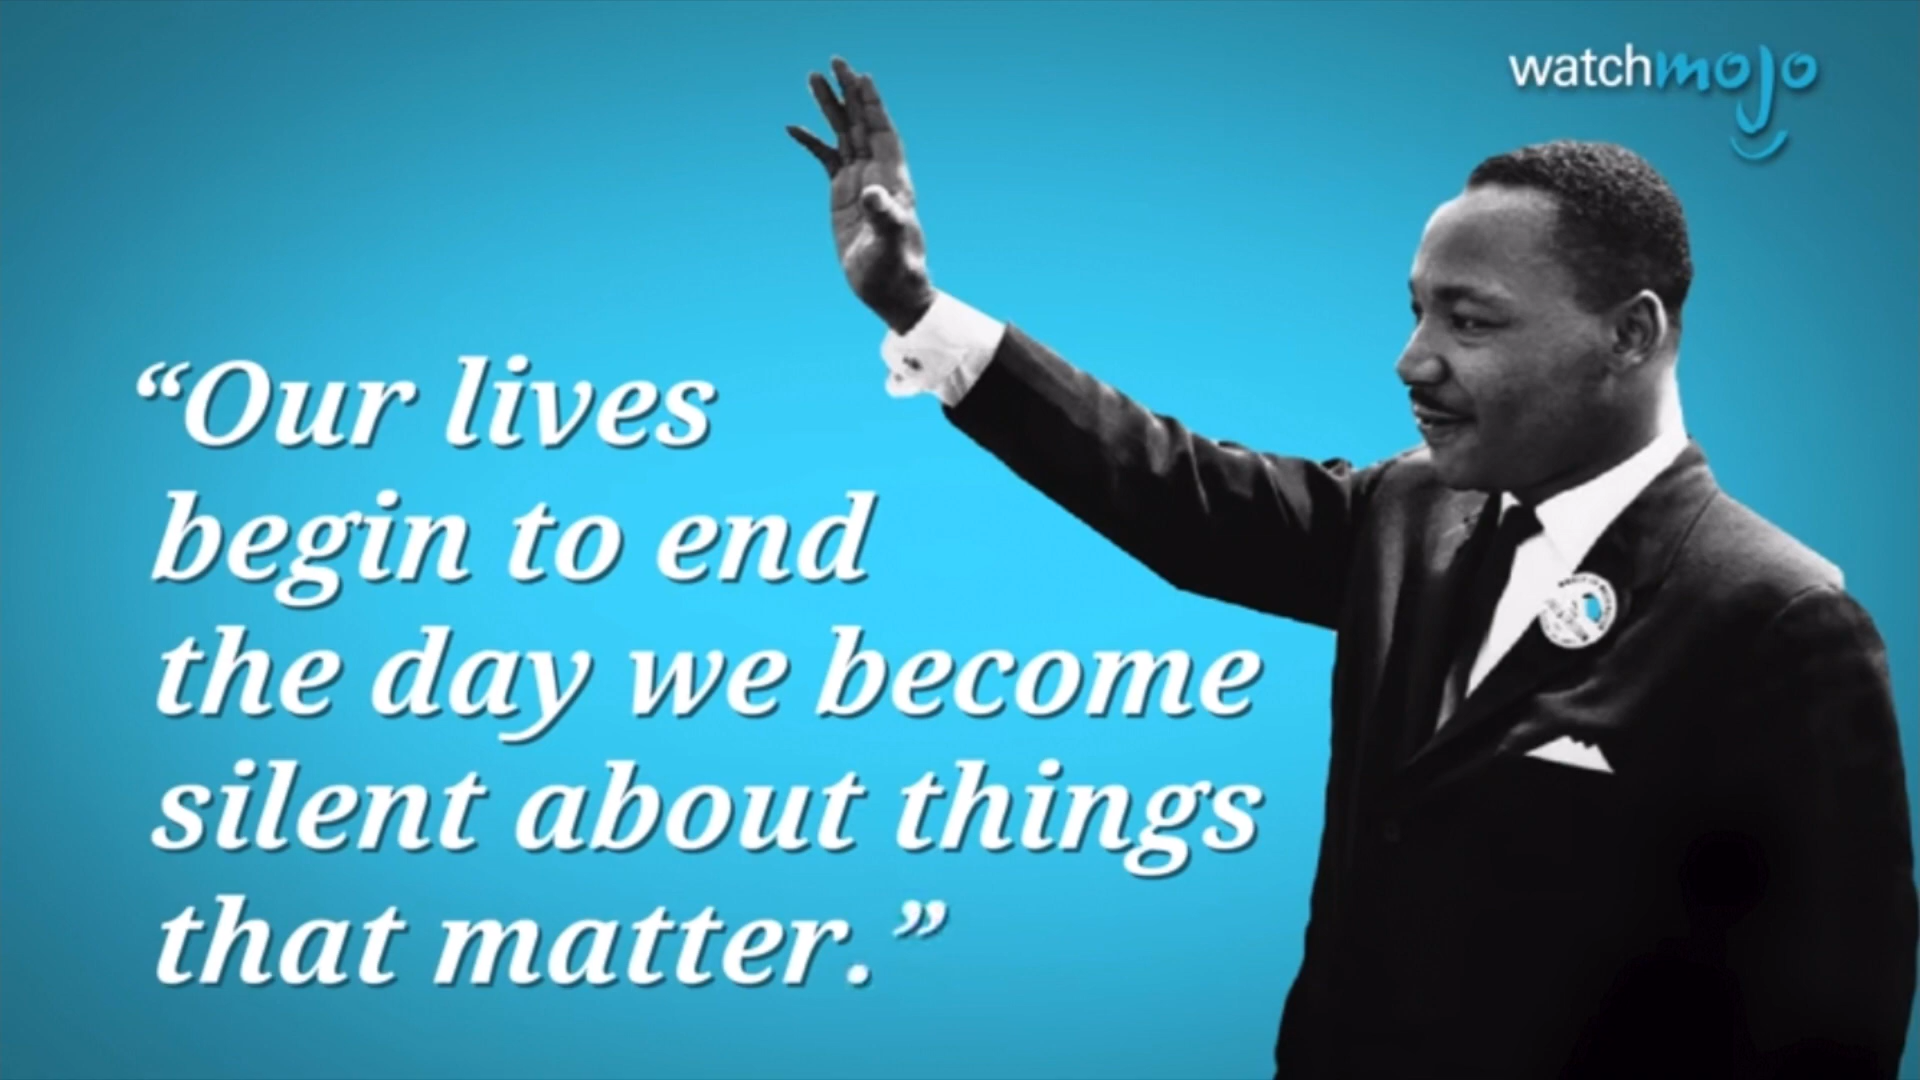 watchmojo
“Our lives
begin to end
the day we become
silent about things
that matter.”